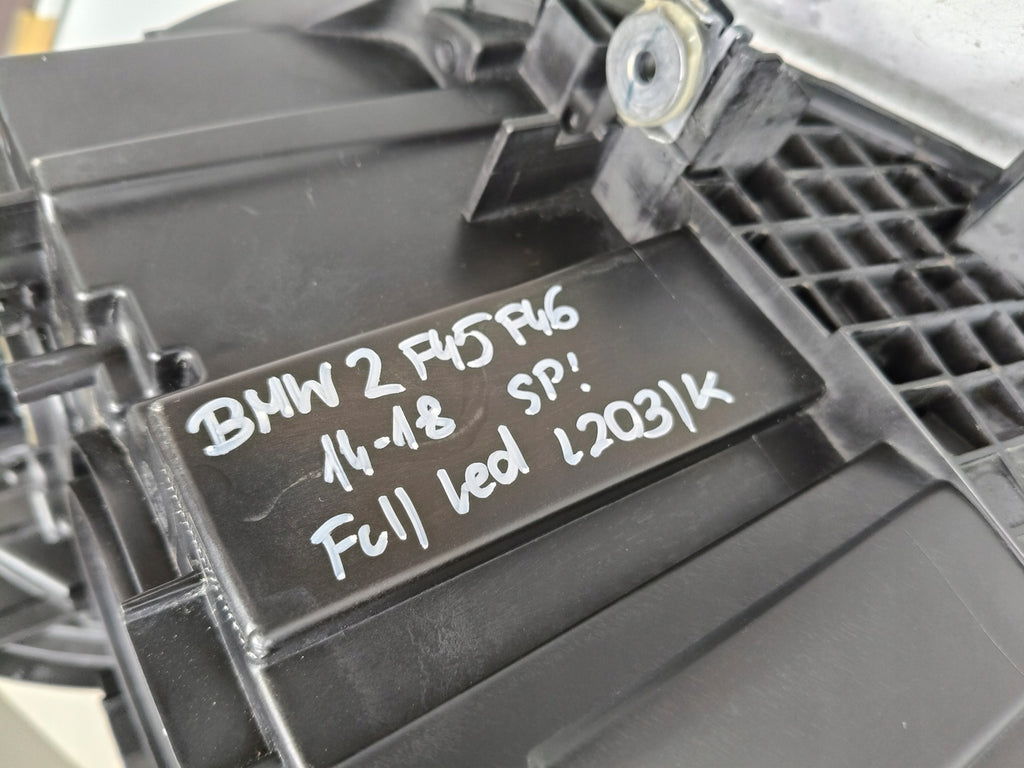 BMW 2 F45 F46
14-18 SP!
Full led L203/K